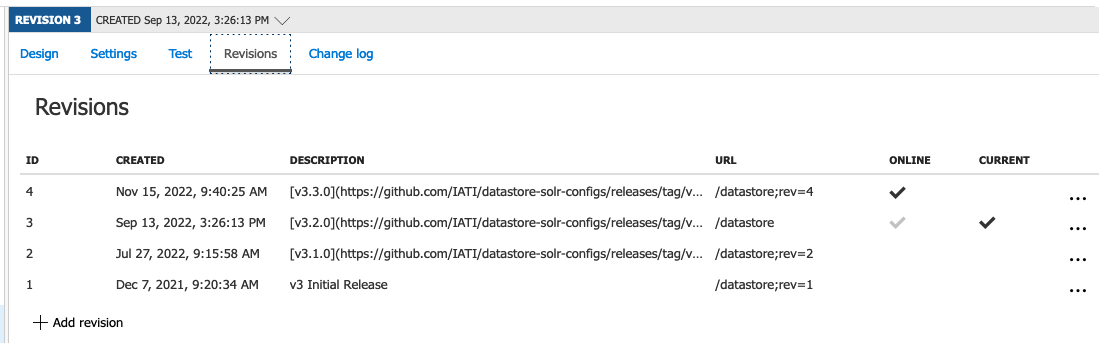 REVISION 3 CREATED Sep 13, 2022, 3:26:13 PM
Design Settings Test Revisions Change log
Revisions
ID CREATED DESCRIPTION URL ONLINE CURRENT
4 Nov 15, 2022, 9:40:25 AM [v3.3.0](https://github.com/IATI/datastore-solr-configs/releases/tag/v... /datastore;rev=4
3 Sep 13, 2022, 3:26:13 PM [v3.2.0](https://github.com/IATI/datastore-solr-configs/releases/tag/v... /datastore
2 Jul 27, 2022, 9:15:58 AM [v3.1.0](https://github.com/IATI/datastore-solr-configs/releases/tag/v... /datastore;rev=2
1 Dec 7, 2021, 9:20:34 AM v3 Initial Release /datastore;rev=1
Add revision